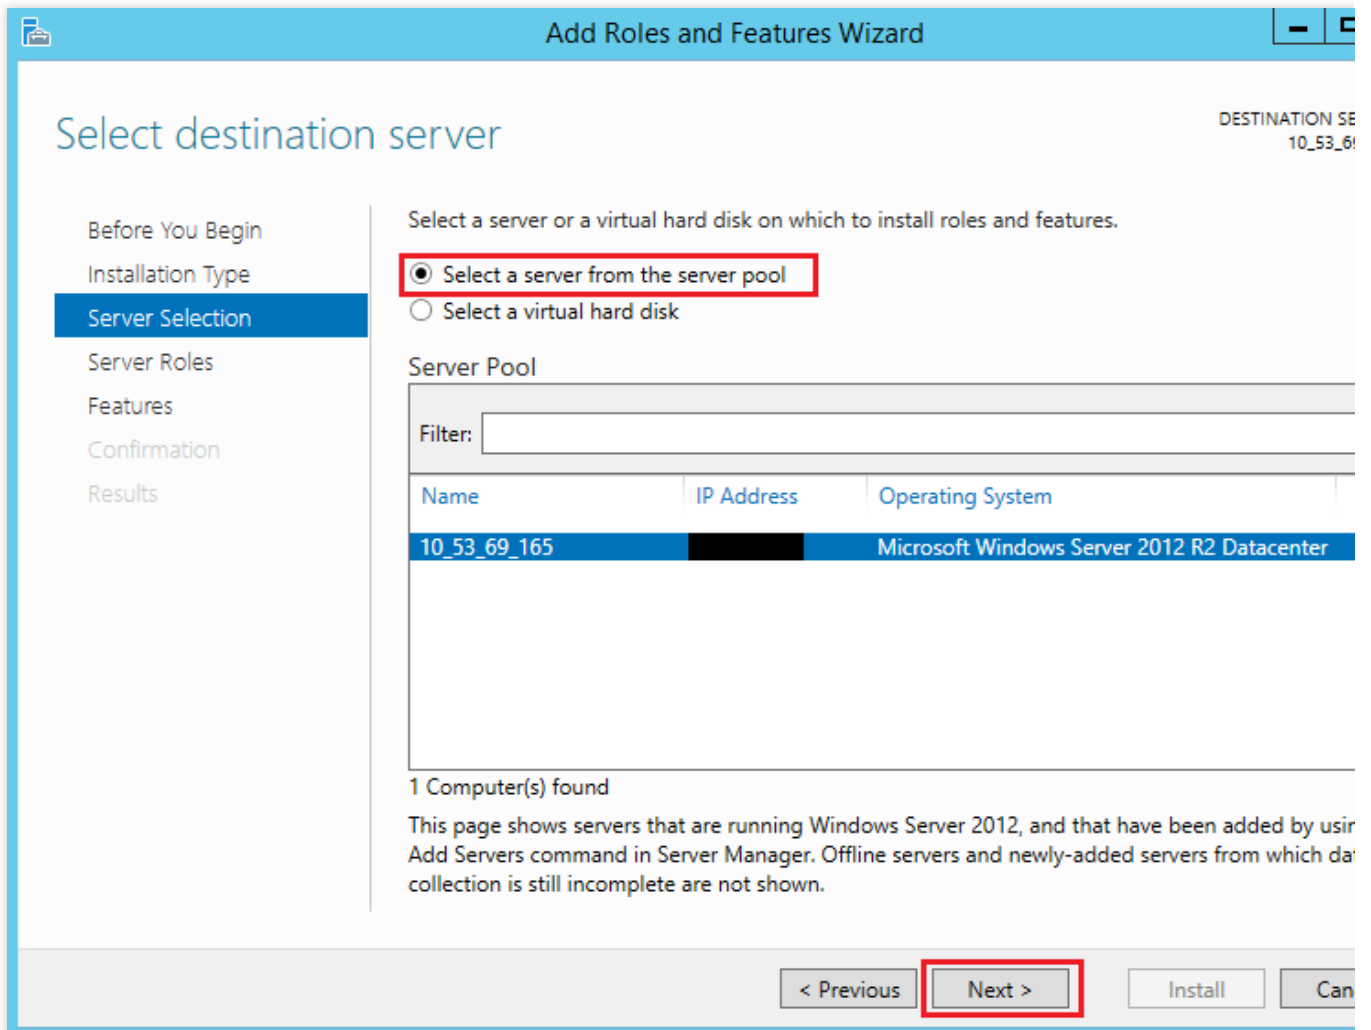 Add Roles and Features Wizard
Select destination server
DESTINATION SE
10_53_69
Before You Begin
Installation Type
Server Selection
Server Roles
Features
Confirmation
Results
Select a server or a virtual hard disk on which to install roles and features.
Select a server from the server pool
Select a virtual hard disk
Server Pool
Filter:
Name IP Address Operating System
10_53_69_165 Microsoft Windows Server 2012 R2 Datacenter
1 Computer(s) found
This page shows servers that are running Windows Server 2012, and that have been added by usin
Add Servers command in Server Manager. Offline servers and newly-added servers from which dat
collection is still incomplete are not shown.
< Previous Next > Install Can